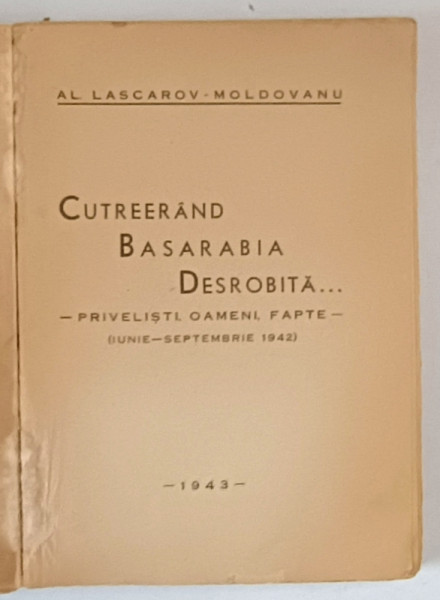 AL. LASCAROV-MOLDOVANU
CUTREERÂND
BASARABIA
DESROBITĂ...
— PRIVELIȘTI, OAMENI, FAPTE —
(IUNIE—SEPTEMBRIE 1942)
— 1943 —